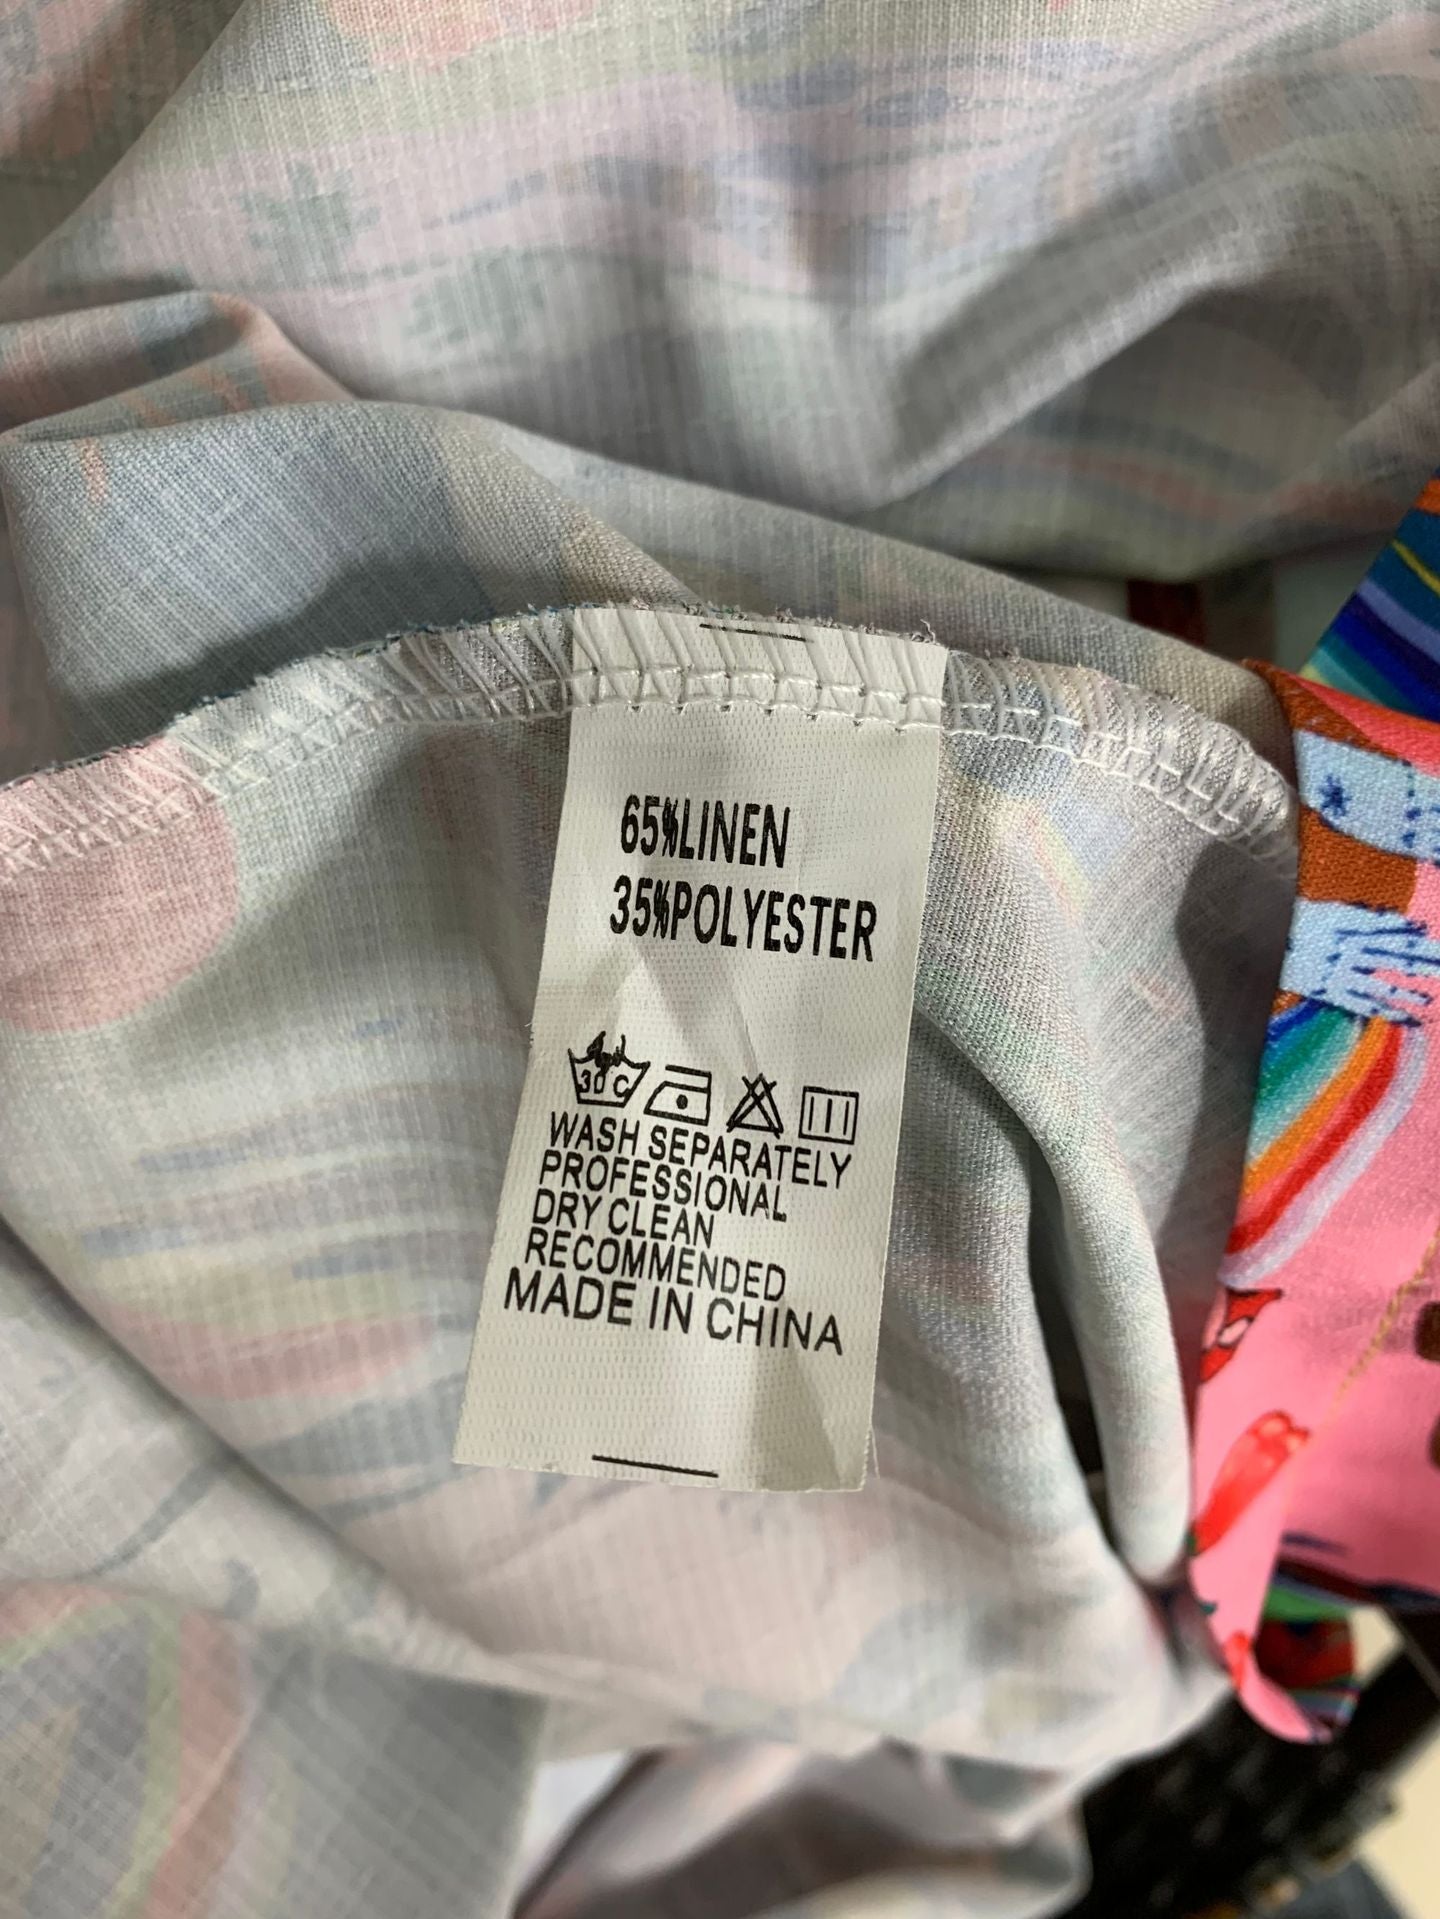 65%LINEN
35%POLYESTER
30°C
WASH SEPARATELY
PROFESSIONAL
DRY CLEAN
RECOMMENDED
MADE IN CHINA